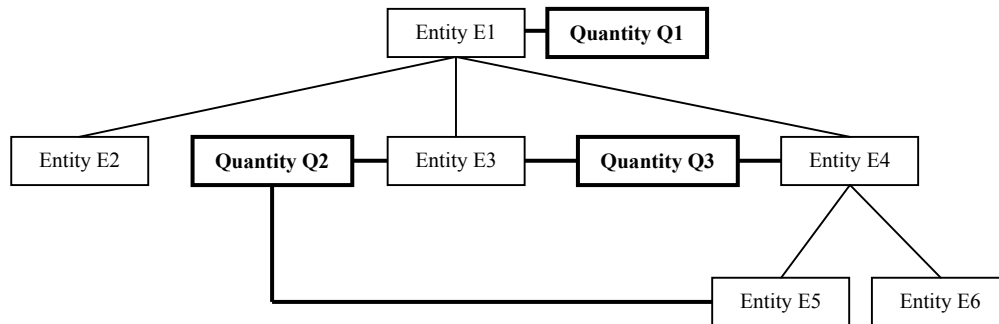 Entity E1
Quantity Q1
Entity E2
Quantity Q2
Entity E3
Quantity Q3
Entity E4
Entity E5
Entity E6